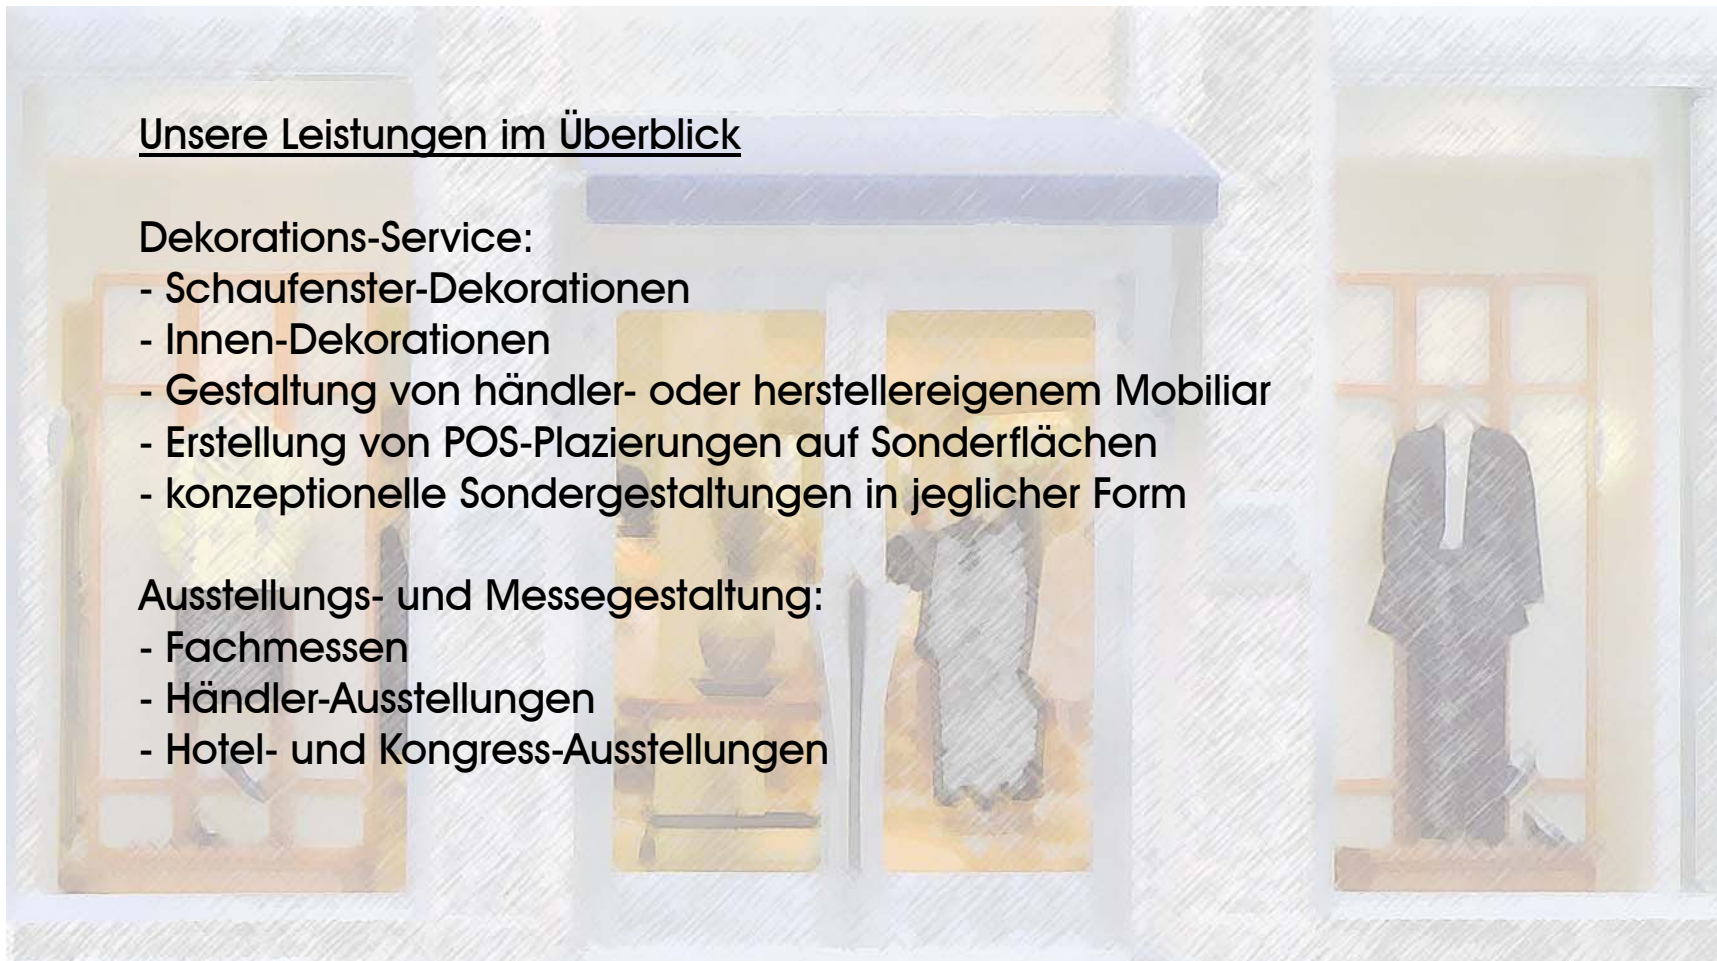 Unsere Leistungen im Überblick
Dekorations-Service:
- Schaufenster-Dekorationen
- Innen-Dekorationen
- Gestaltung von händler- oder herstellereigenem Mobiliar
- Erstellung von POS-Plazierungen auf Sonderflächen
- konzeptionelle Sondergestaltungen in jeglicher Form
Ausstellungs- und Messegestaltung:
- Fachmessen
- Händler-Ausstellungen
- Hotel- und Kongress-Ausstellungen